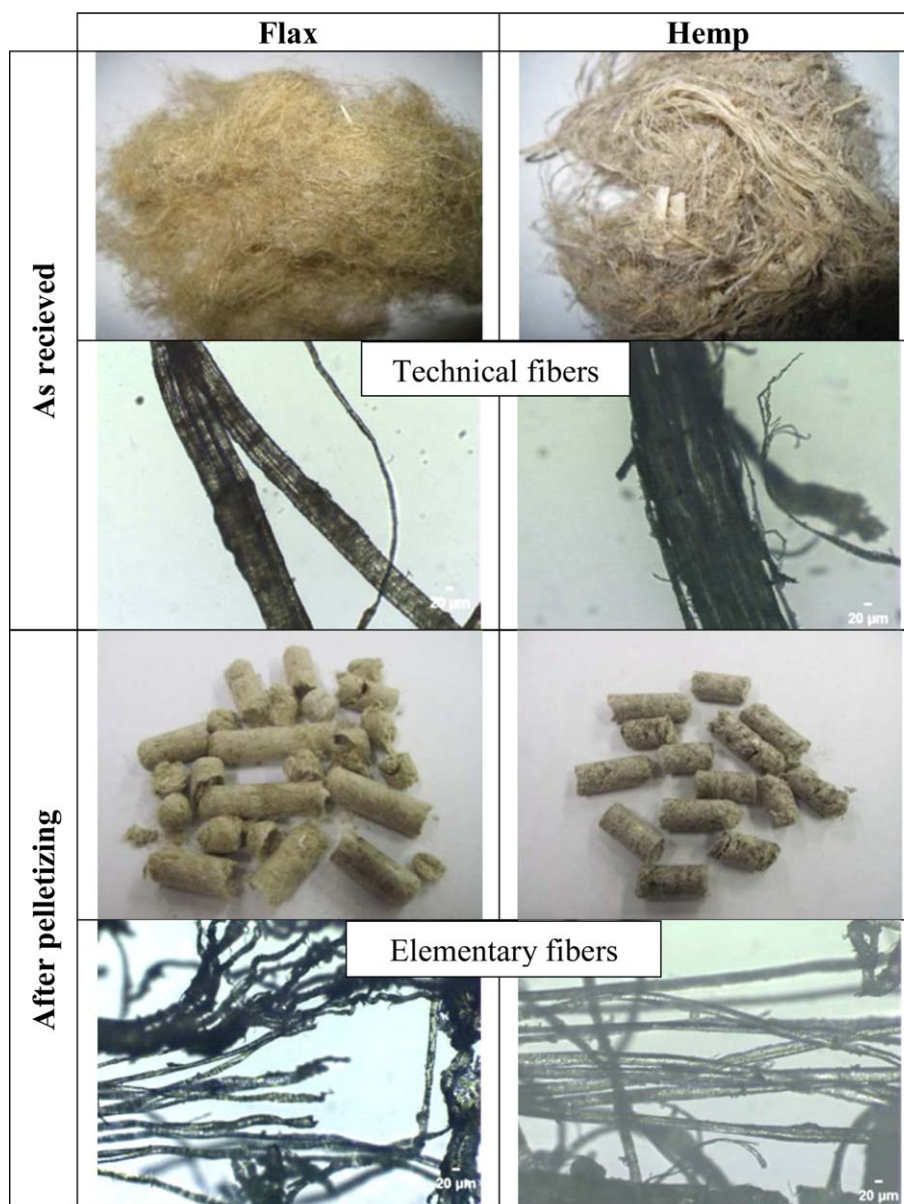 Flax
Hemp
As recieved
Technical fibers
20 µm
20 µm
After pelletizing
Elementary fibers
20 µm
20 µm